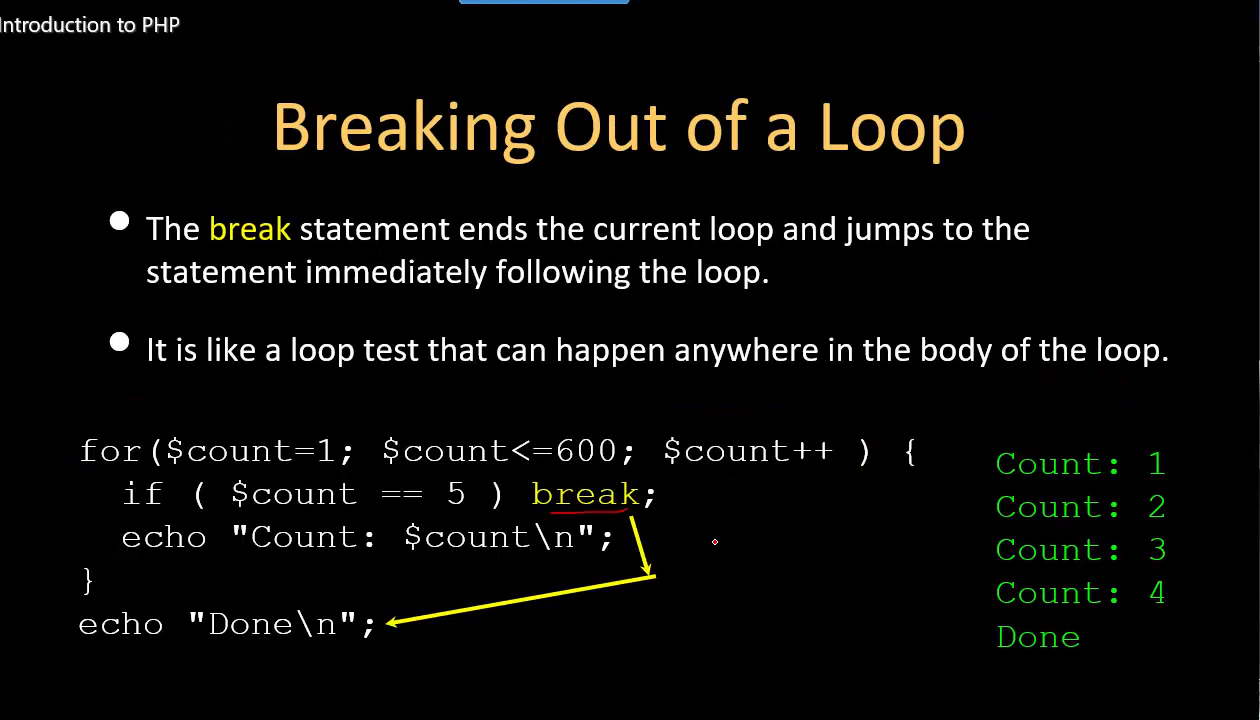 Introduction to PHP
Breaking Out of a Loop
The break statement ends the current loop and jumps to the
statement immediately following the loop.
It is like a loop test that can happen anywhere in the body of the loop.
for($count=1; $count<=600; $count++ ) {
  if ( $count == 5 ) break;
  echo "Count: $count\n";
}
echo "Done\n";
Count: 1
Count: 2
Count: 3
Count: 4
Done